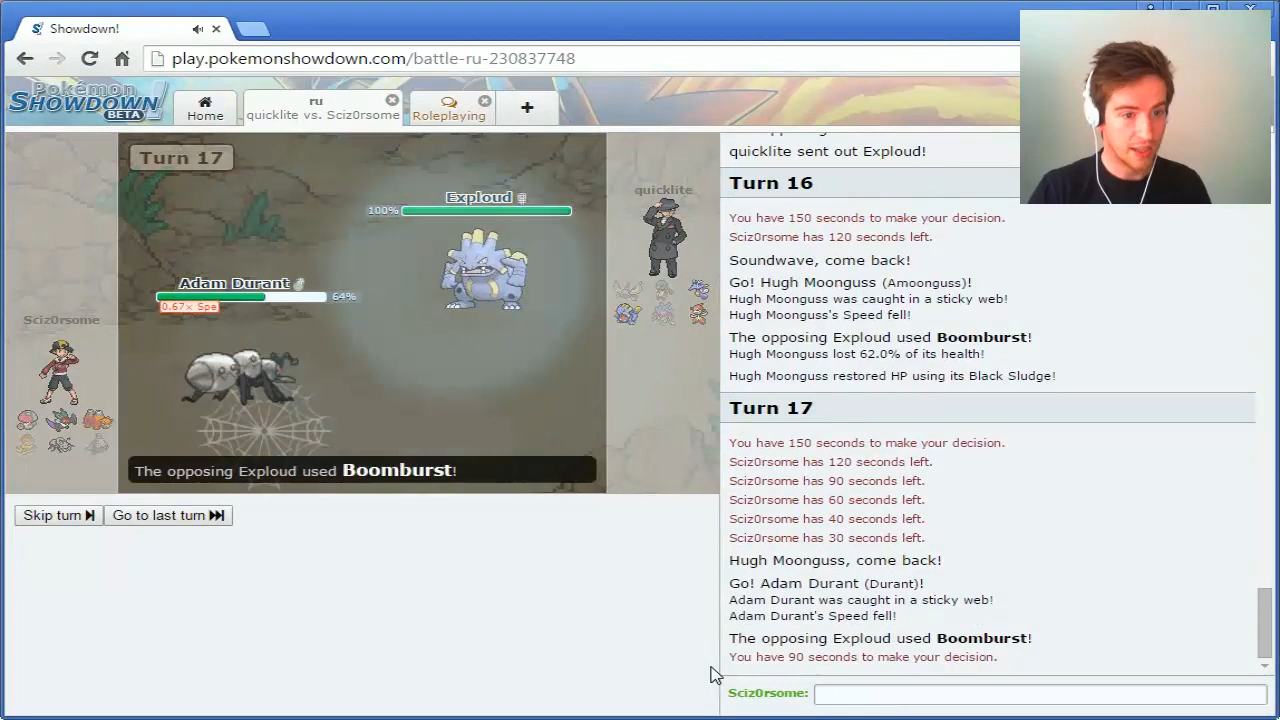 Showdown!
play.pokemonshowdown.com/battle-ru-230837748
Pokémon
SHOWDOWN
BETA
Home
ru
quicklite vs. Sciz0rsome
Roleplaying
+
Turn 17
Exploud
100%
Adam Durant
64%
0.67× Spe
The opposing Exploud used Boomburst!
Sciz0rsome
quicklite
Skip turn
Go to last turn
quicklite sent out Exploud!
Turn 16
You have 150 seconds to make your decision.
Sciz0rsome has 120 seconds left.
Soundwave, come back!
Go! Hugh Moonguss (Amoonguss)!
Hugh Moonguss was caught in a sticky web!
Hugh Moonguss's Speed fell!
The opposing Exploud used Boomburst!
Hugh Moonguss lost 62.0% of its health!
Hugh Moonguss restored HP using its Black Sludge!
Turn 17
You have 150 seconds to make your decision.
Sciz0rsome has 120 seconds left.
Sciz0rsome has 90 seconds left.
Sciz0rsome has 60 seconds left.
Sciz0rsome has 40 seconds left.
Sciz0rsome has 30 seconds left.
Hugh Moonguss, come back!
Go! Adam Durant (Durant)!
Adam Durant was caught in a sticky web!
Adam Durant's Speed fell!
The opposing Exploud used Boomburst!
You have 90 seconds to make your decision.
Sciz0rsome: